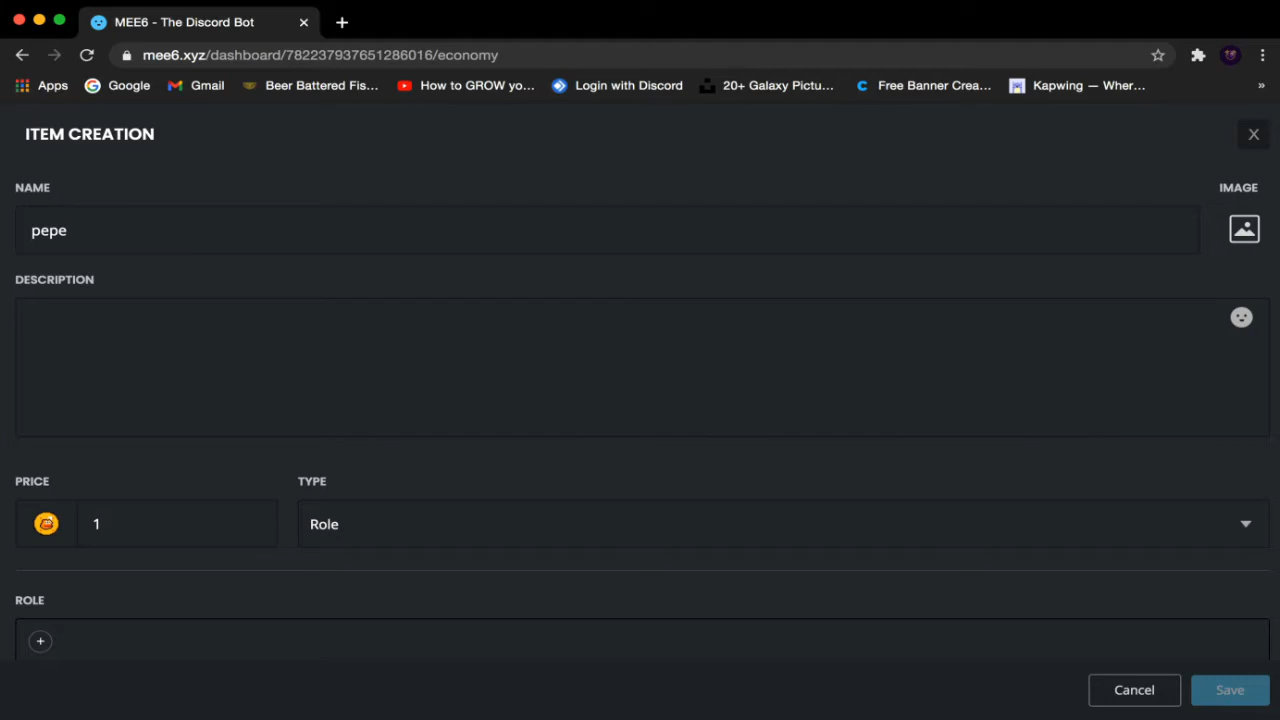 MEE6 - The Discord Bot
mee6.xyz/dashboard/782237937651286016/economy
Apps Google Gmail Beer Battered Fis... How to GROW yo... Login with Discord 20+ Galaxy Pictu... Free Banner Crea... Kapwing — Wher... »
ITEM CREATION X
NAME IMAGE
pepe
DESCRIPTION
PRICE TYPE
1 Role
ROLE
+
Cancel Save